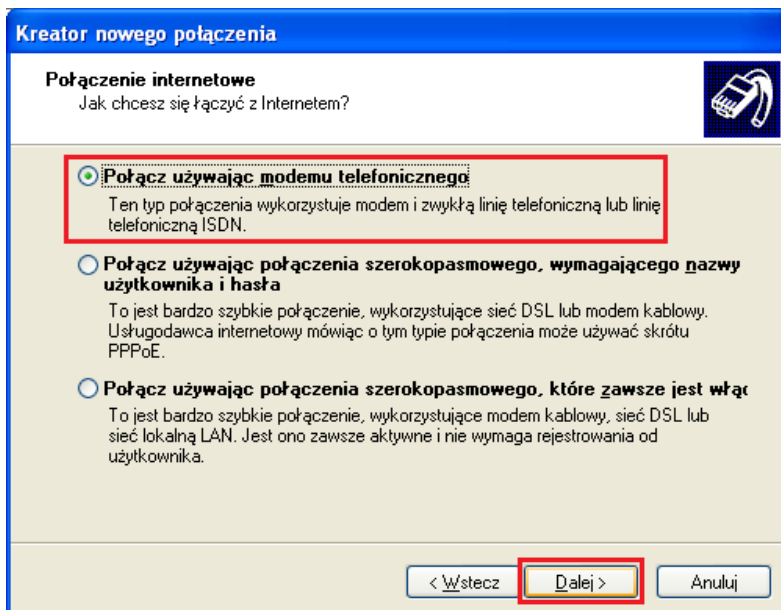 Kreator nowego połączenia
Połączenie internetowe
Jak chcesz się łączyć z Internetem?
Połącz używając modemu telefonicznego
Ten typ połączenia wykorzystuje modem i zwykłą linię telefoniczną lub linię
telefoniczną ISDN.
Połącz używając połączenia szerokopasmowego, wymagającego nazwy
użytkownika i hasła
To jest bardzo szybkie połączenie, wykorzystujące sieć DSL lub modem kablowy.
Usługodawca internetowy mówiąc o tym typie połączenia może używać skrótu
PPPoE.
Połącz używając połączenia szerokopasmowego, które zawsze jest włąc
To jest bardzo szybkie połączenie, wykorzystujące modem kablowy, sieć DSL lub
sieć lokalną LAN. Jest ono zawsze aktywne i nie wymaga rejestrowania od
użytkownika.
< Wstecz Dalej > Anuluj